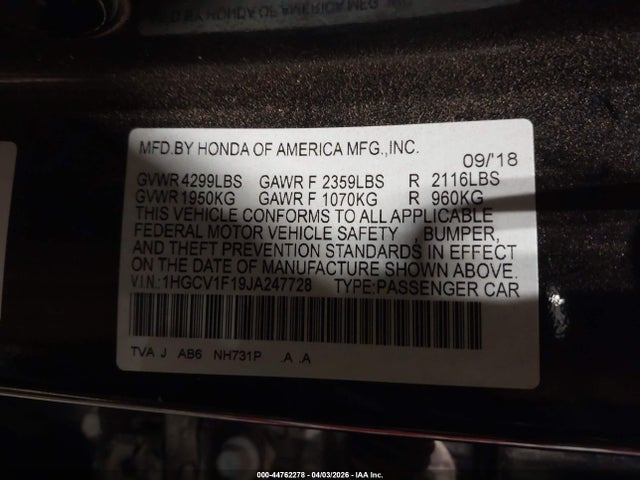 MFD.BY HONDA OF AMERICA MFG.,INC.
09/'18
GVWR 4299LBS GAWR F 2359LBS R 2116LBS
GVWR 1950KG GAWR F 1070KG R 960KG
THIS VEHICLE CONFORMS TO ALL APPLICABLE
FEDERAL MOTOR VEHICLE SAFETY , BUMPER,
AND THEFT PREVENTION STANDARDS IN EFFECT
ON THE DATE OF MANUFACTURE SHOWN ABOVE.
V.I.N.:1HGCV1F19JA247728 TYPE:PASSENGER CAR
TVA J AB6 NH731P .A .A
000-44762278 - 04/03/2026 - IAA Inc.